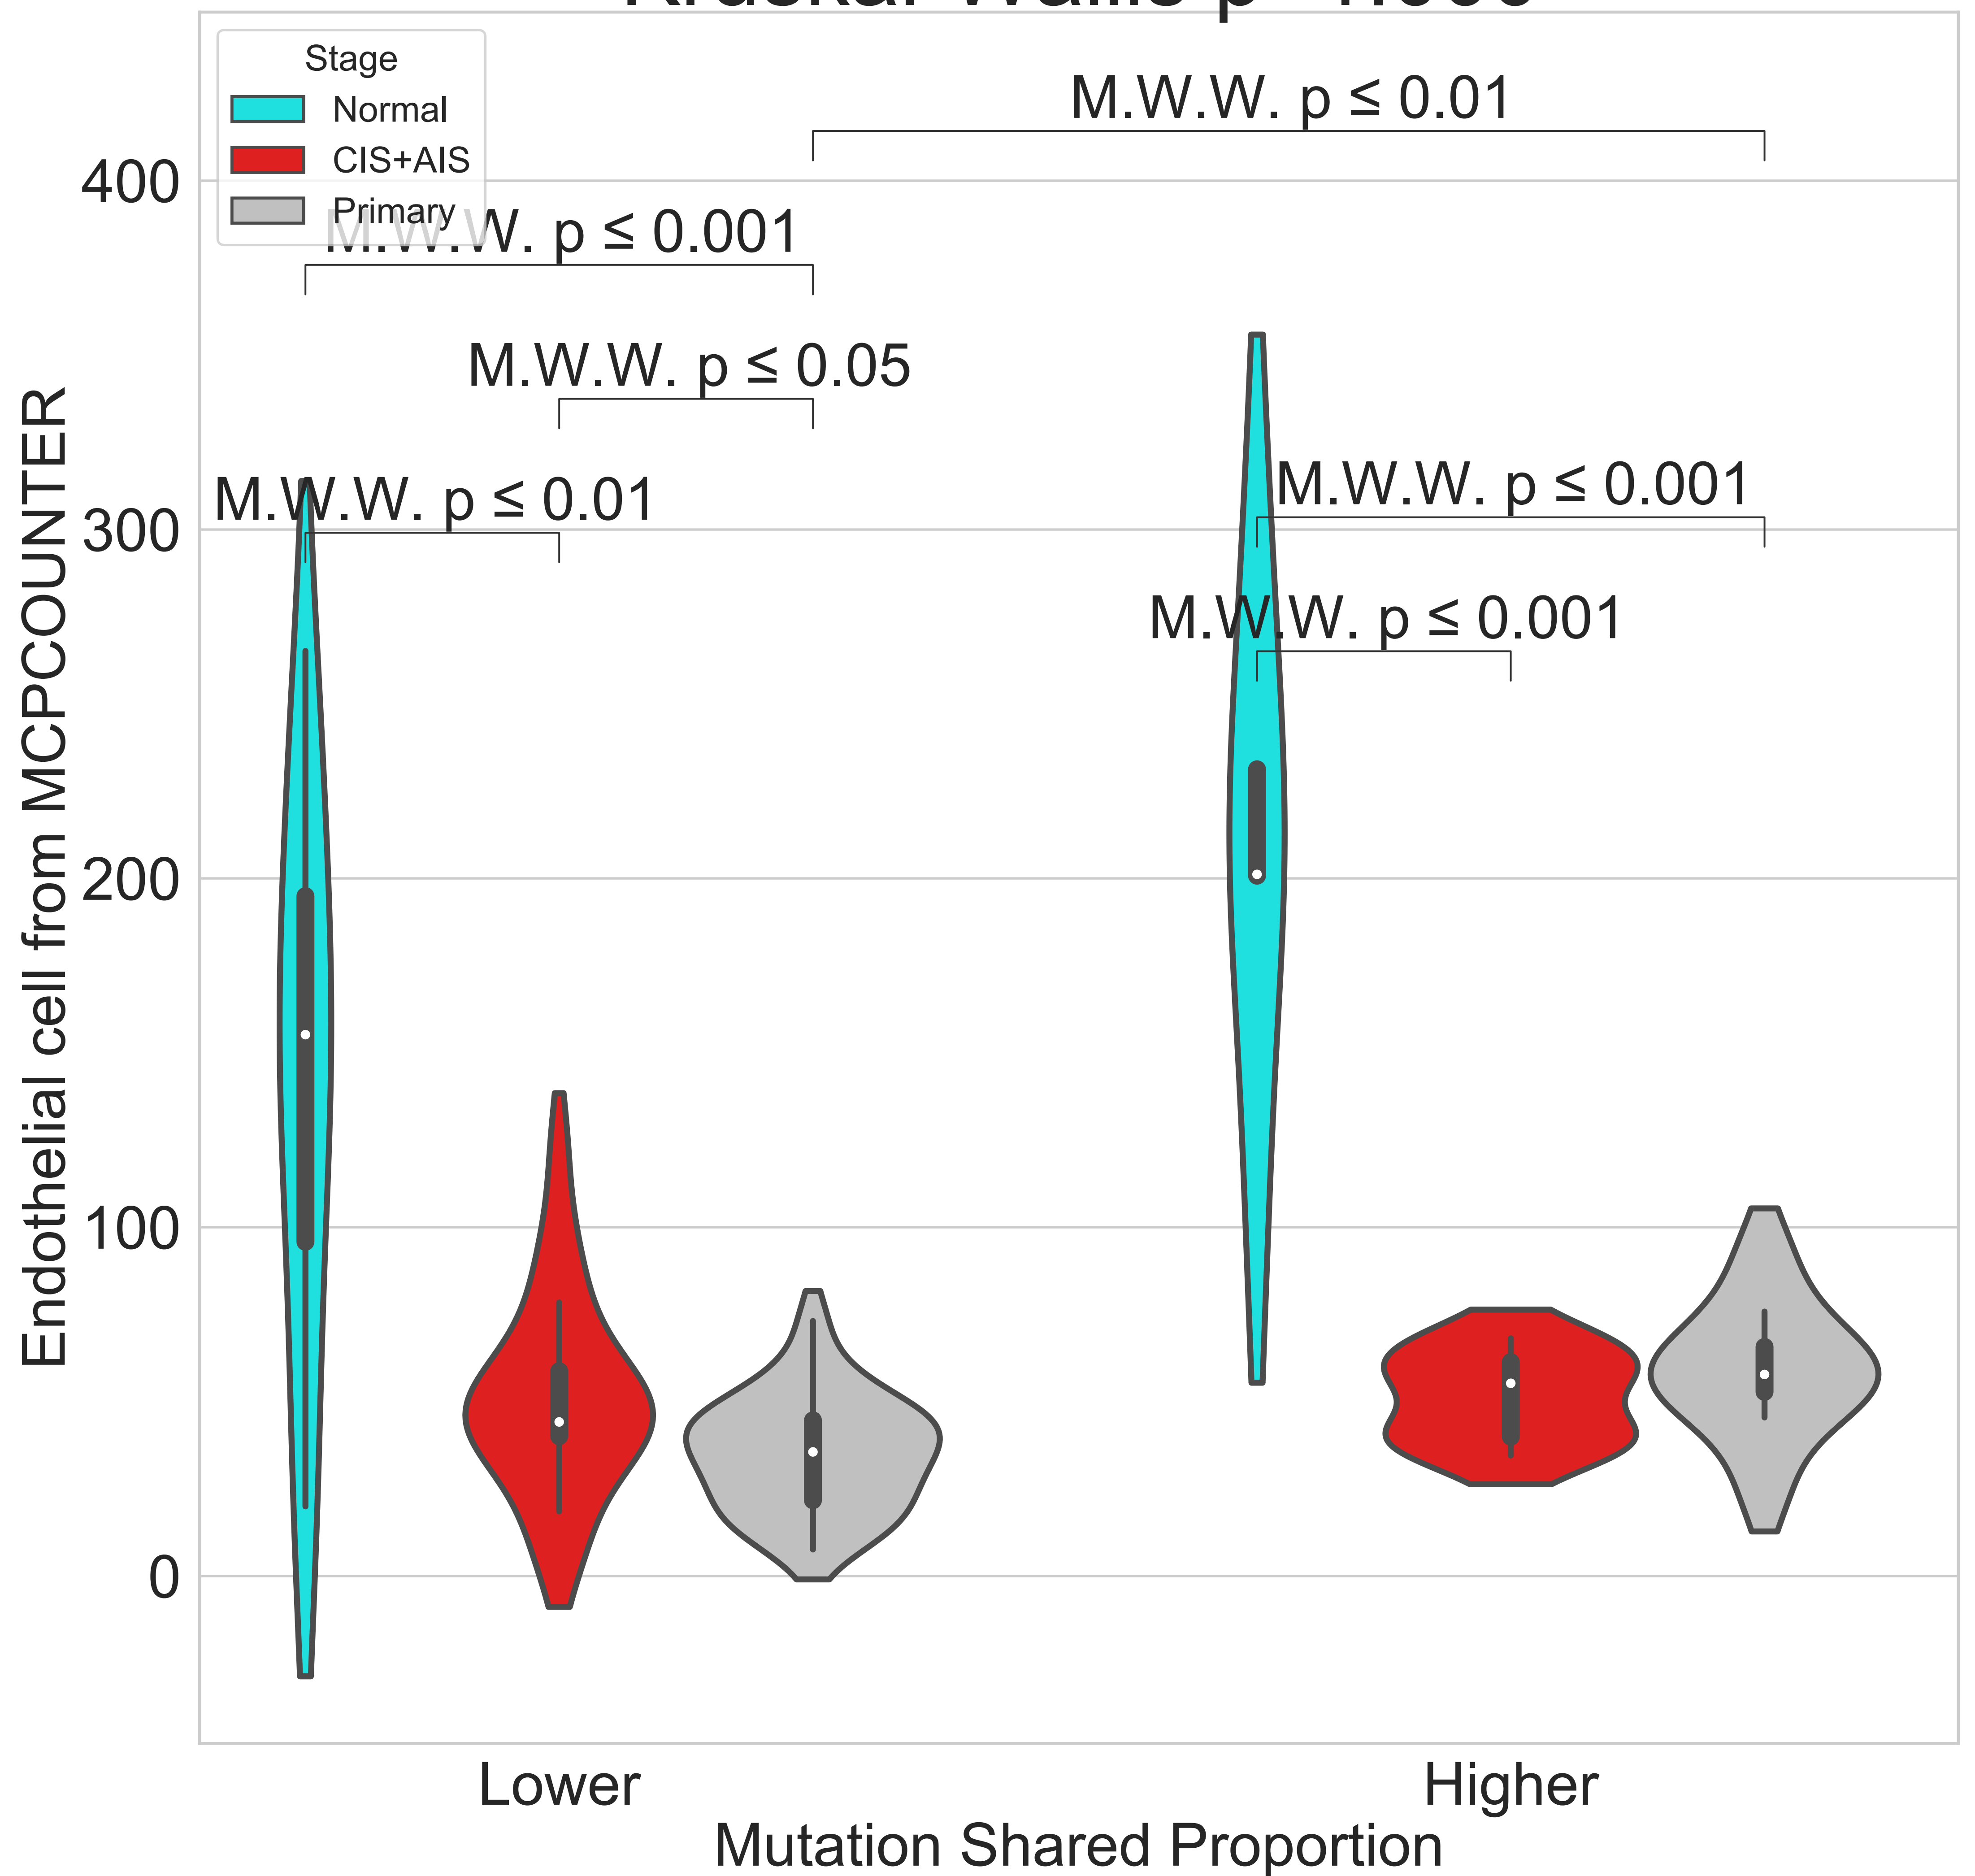 Stage
Normal
CIS+AIS
Primary
M.W.W. p ≤ 0.01
M.W.W. p ≤ 0.001
M.W.W. p ≤ 0.05
M.W.W. p ≤ 0.01
M.W.W. p ≤ 0.001
M.W.W. p ≤ 0.001
400
300
200
100
0
Endothelial cell from MCPCOUNTER
Lower
Higher
Mutation Shared Proportion